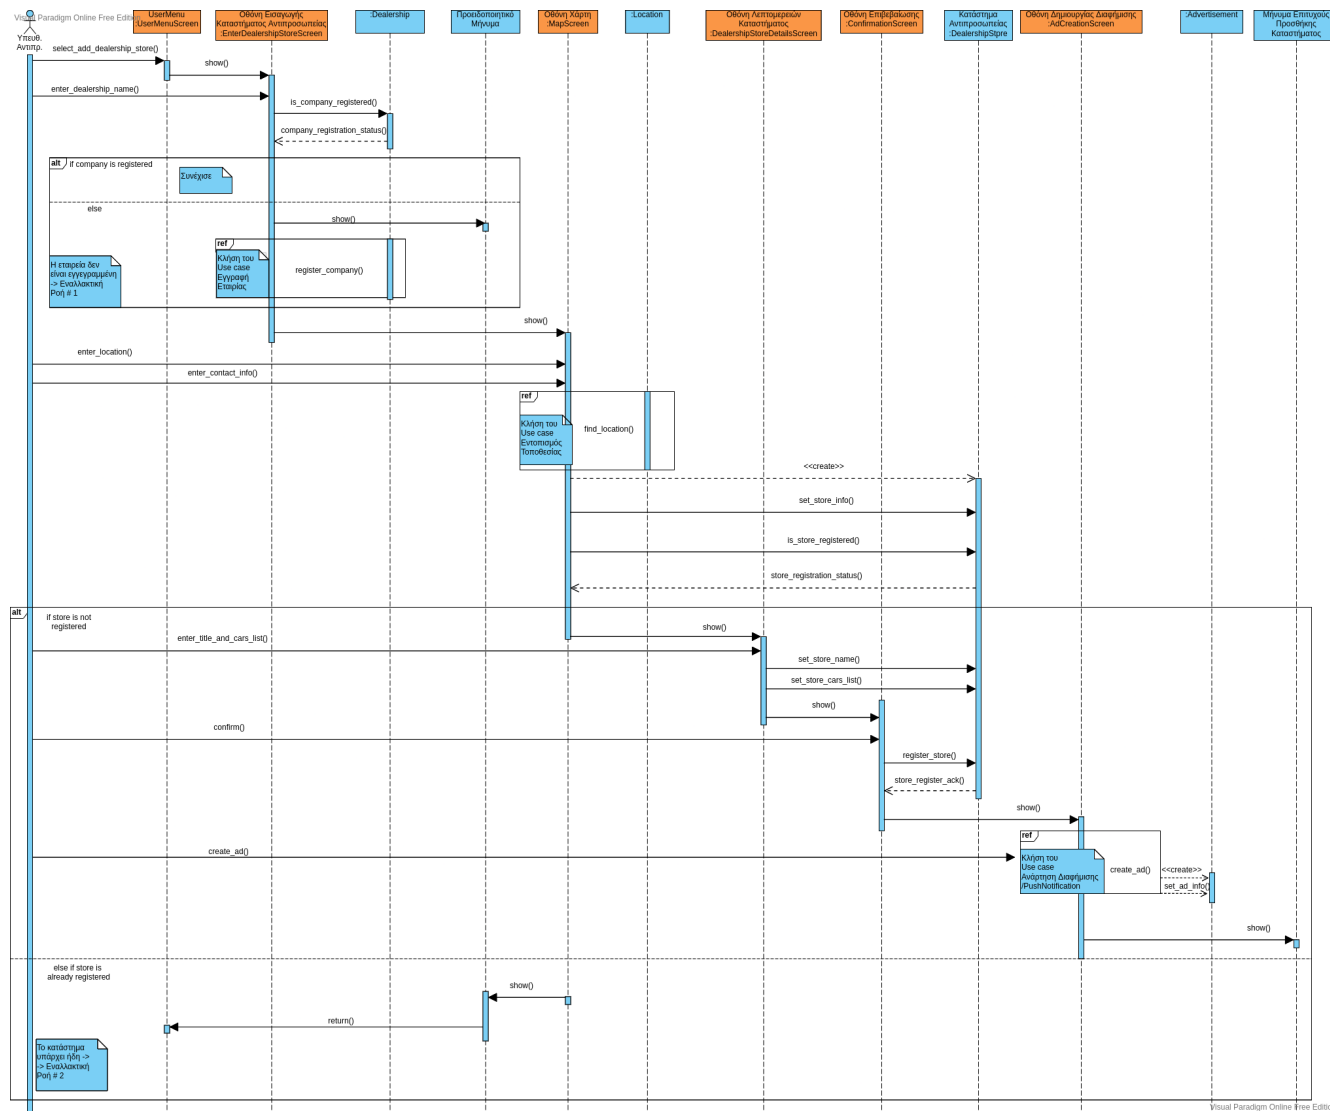 Visual Paradigm Online Free Edition
Υπευθ.
Αντιπρ.
UserMenu
:UserMenuScreen
Οθόνη Εισαγωγής
Καταστήματος Αντιπροσωπείας
:EnterDealershipStoreScreen
:Dealership
Προειδοποιητικό
Μήνυμα
Οθόνη Χάρτη
:MapScreen
:Location
Οθόνη Λεπτομερειών
Καταστήματος
:DealershipStoreDetailsScreen
Οθόνη Επιβεβαίωσης
:ConfirmationScreen
Κατάστημα
Αντιπροσωπείας
:DealershipStpre
Οθόνη Δημιουργίας Διαφήμισης
:AdCreationScreen
:Advertisement
Μήνυμα Επιτυχούς
Προσθήκης
Καταστήματος
select_add_dealership_store()
show()
enter_dealership_name()
is_company_registered()
company_registration_status()
alt
if company is registered
Συνέχισε
else
show()
ref
Κλήση του
Use case
Εγγραφή
Εταιρίας
register_company()
Η εταιρεία δεν
είναι εγγεγραμμένη
-> Εναλλακτική
Ροή # 1
show()
enter_location()
enter_contact_info()
ref
Κλήση του
Use case
Εντοπισμός
Τοποθεσίας
find_location()
<<create>>
set_store_info()
is_store_registered()
store_registration_status()
alt
if store is not
registered
show()
enter_title_and_cars_list()
set_store_name()
set_store_cars_list()
show()
confirm()
register_store()
store_register_ack()
show()
ref
create_ad()
Κλήση του
Use case
Ανάρτηση Διαφήμισης
/PushNotification
create_ad()
<<create>>
set_ad_info()
show()
else if store is
already registered
show()
return()
Το κατάστημα
υπάρχει ήδη ->
-> Εναλλακτική
Ροή # 2
Visual Paradigm Online Free Editio